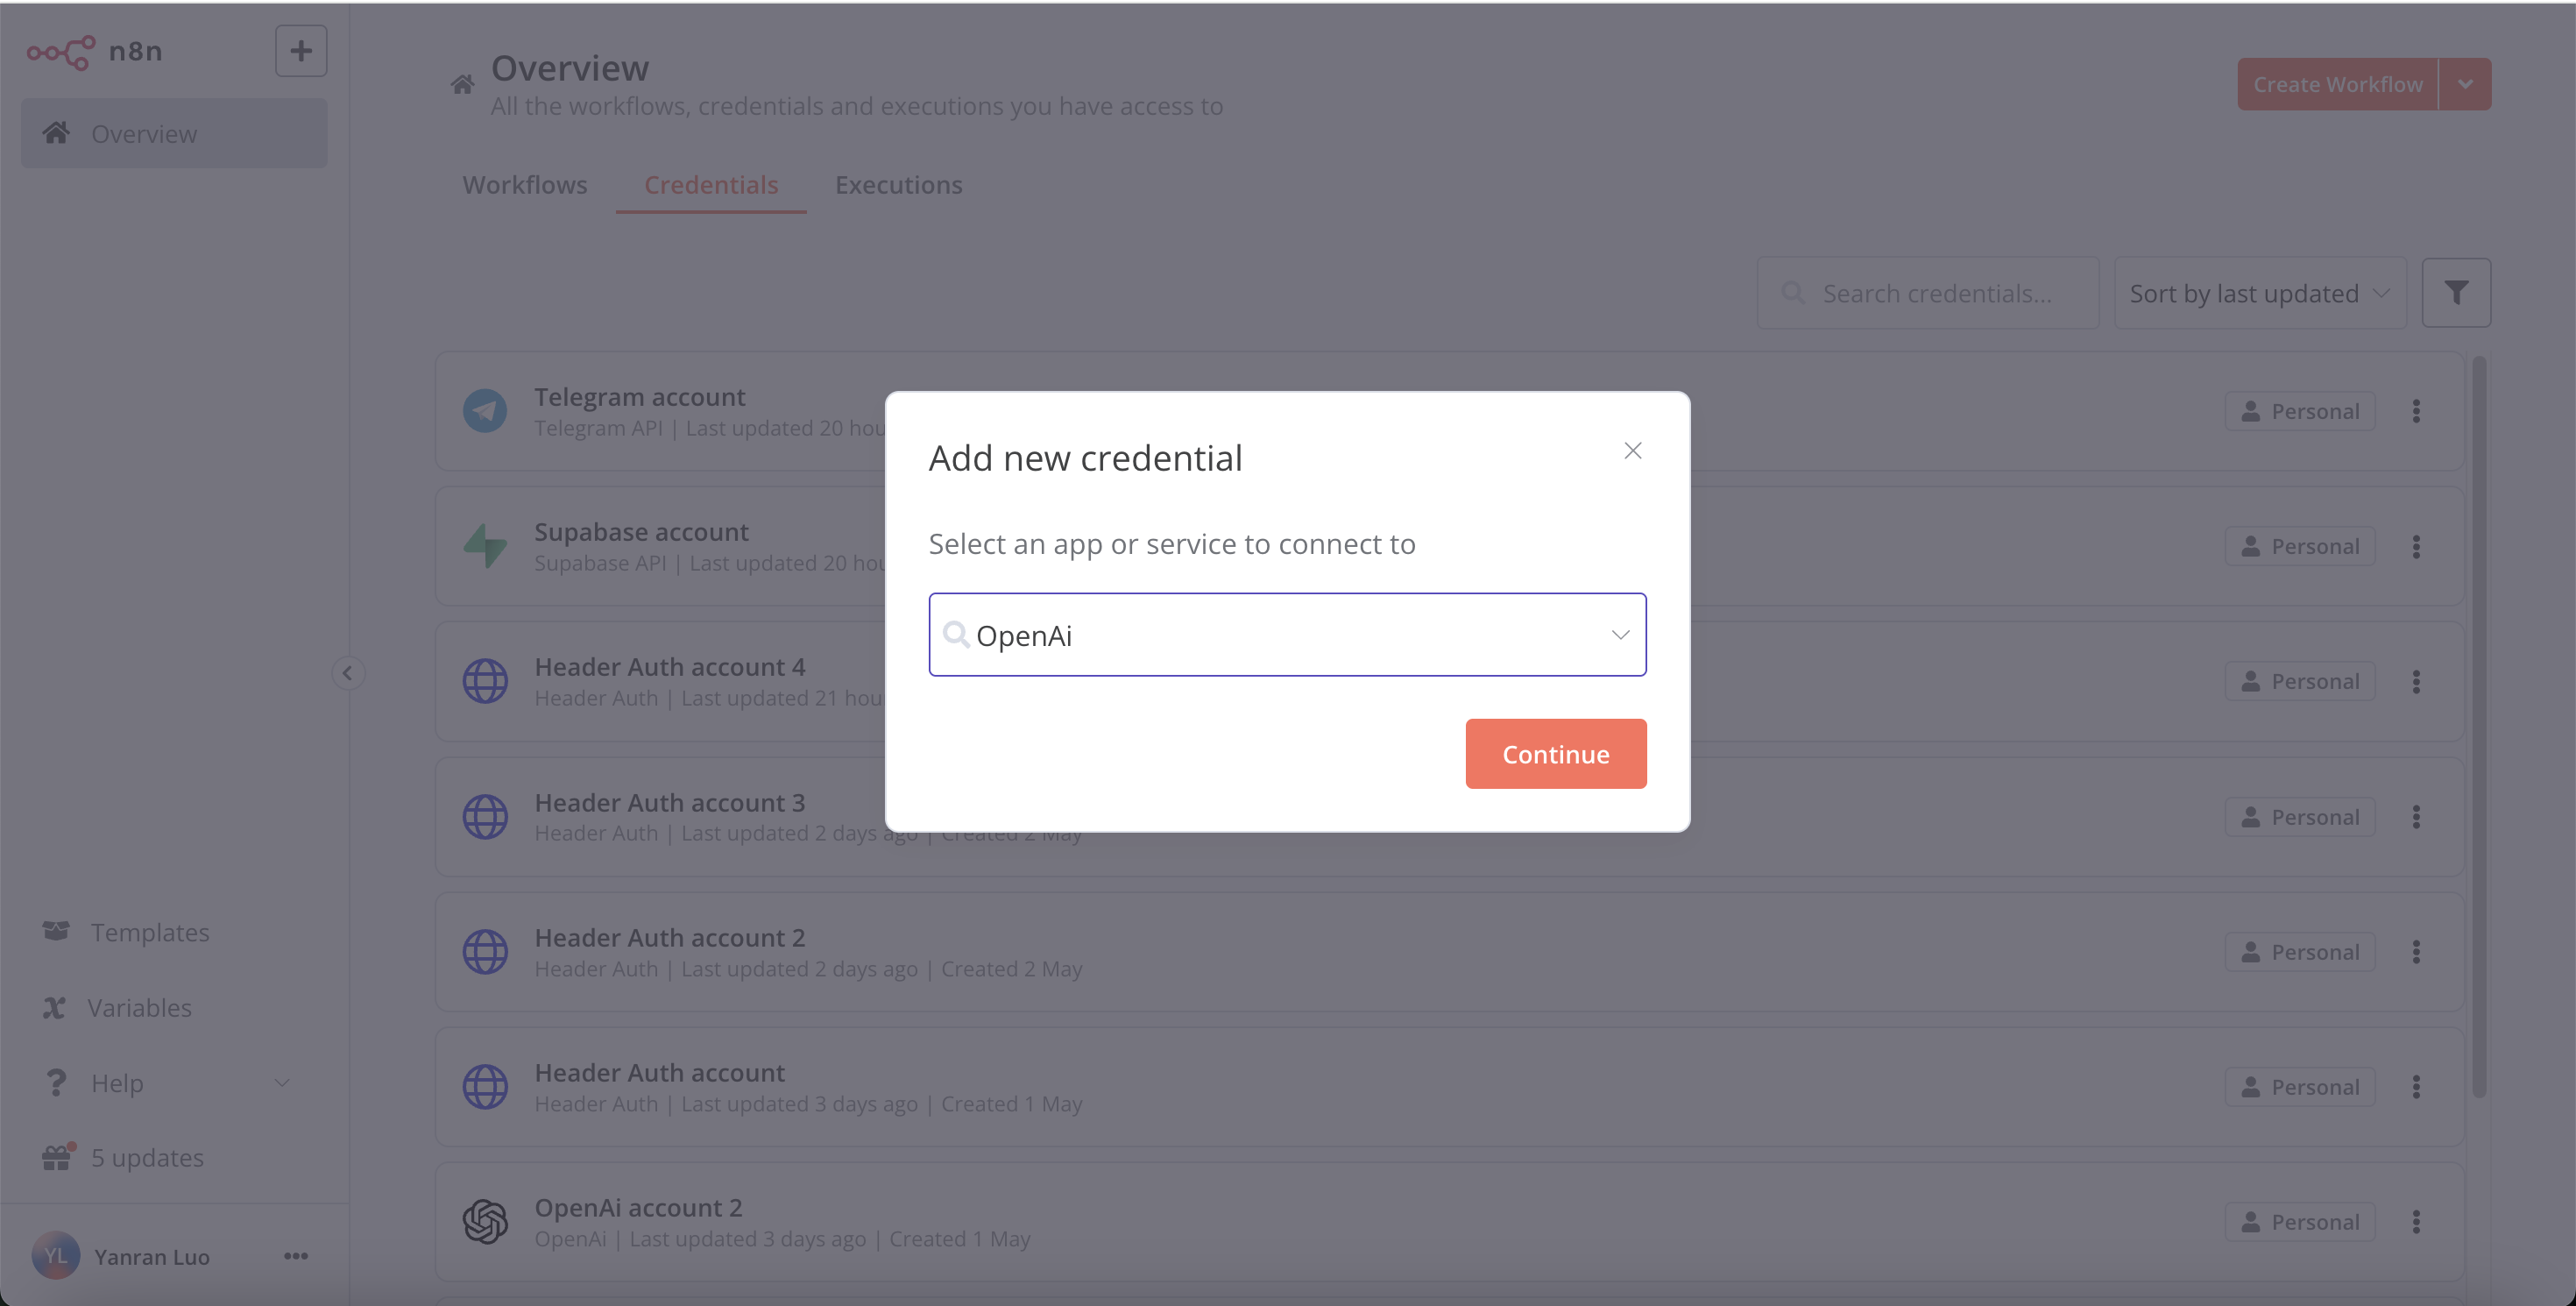 n8n
Overview
Overview
All the workflows, credentials and executions you have access to
Create Workflow
Workflows
Credentials
Executions
Search credentials...
Sort by last updated
Telegram account
Telegram API | Last updated 20
Personal
Supabase account
Supabase API | Last updated 20
Personal
Header Auth account 4
Header Auth | Last updated 21
Personal
Header Auth account 3
Header Auth | Last updated 2 days ago | Created 2 May
Personal
Header Auth account 2
Header Auth | Last updated 2 days ago | Created 2 May
Personal
Header Auth account
Header Auth | Last updated 3 days ago | Created 1 May
Personal
OpenAi account 2
OpenAi | Last updated 3 days ago | Created 1 May
Personal
Add new credential
Select an app or service to connect to
OpenAi
Continue
Templates
Variables
Help
5 updates
YL
Yanran Luo